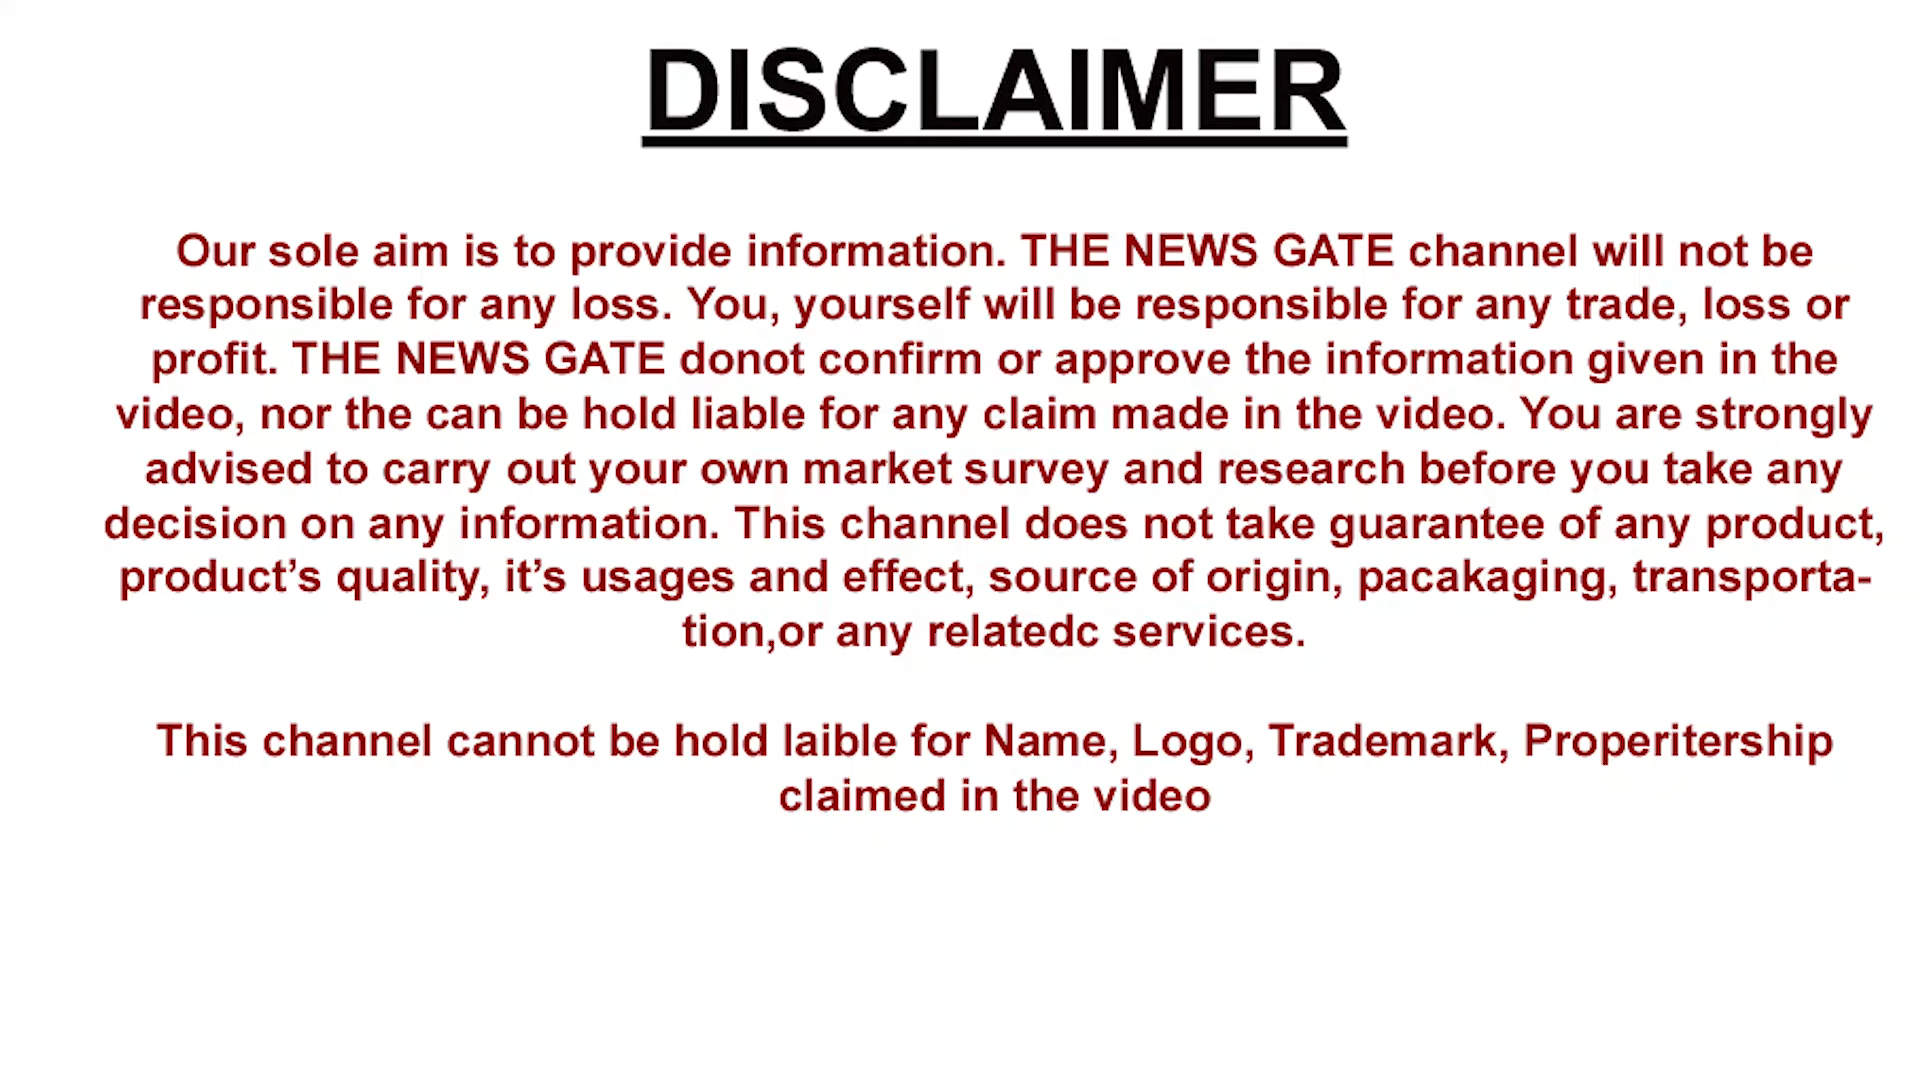 DISCLAIMER
Our sole aim is to provide information. THE NEWS GATE channel will not be
responsible for any loss. You, yourself will be responsible for any trade, loss or
profit. THE NEWS GATE donot confirm or approve the information given in the
video, nor the can be hold liable for any claim made in the video. You are strongly
advised to carry out your own market survey and research before you take any
decision on any information. This channel does not take guarantee of any product,
product’s quality, it’s usages and effect, source of origin, pacakaging, transporta-
tion,or any relatedc services.
This channel cannot be hold laible for Name, Logo, Trademark, Properitership
claimed in the video